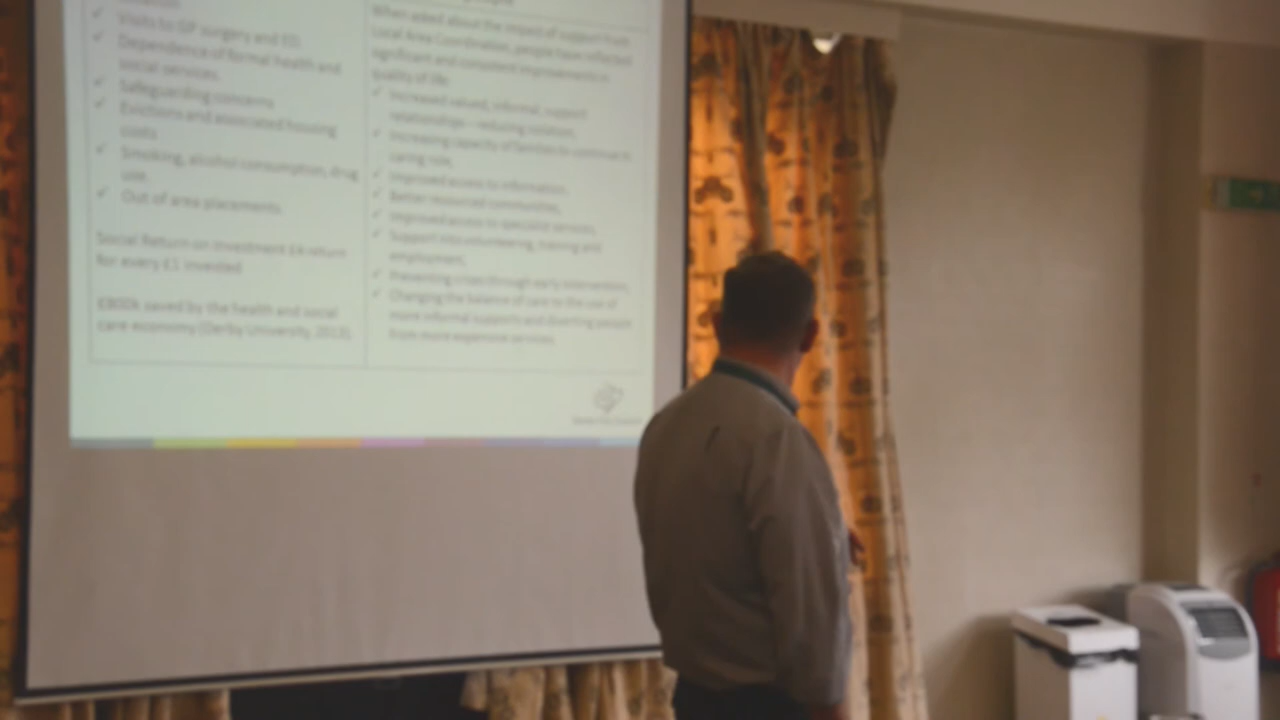 Visits to GP surgery and ED.
Dependence of formal health and
social services.
Safeguarding concerns
Evictions and associated housing
costs
Smoking, alcohol consumption, drug
use.
Out of area placements.
Social Return on Investment £4 return
for every £1 invested
£800k saved by the health and social
care economy (Derby University,
When asked about the impact of support from
Local Area Coordination, people have reflected
significant and consistent improvements in
quality of life:
Increased valued, informal, support
relationships – reducing isolation,
Increasing capacity of families to continue in
caring role,
Improved access to information.
Better resourced communities,
Improved access to specialist services,
Support into volunteering, training and
employment,
Preventing crises through early intervention,
Changing the balance of care to the use of
more informal supports and diverting people
from more expensive services.